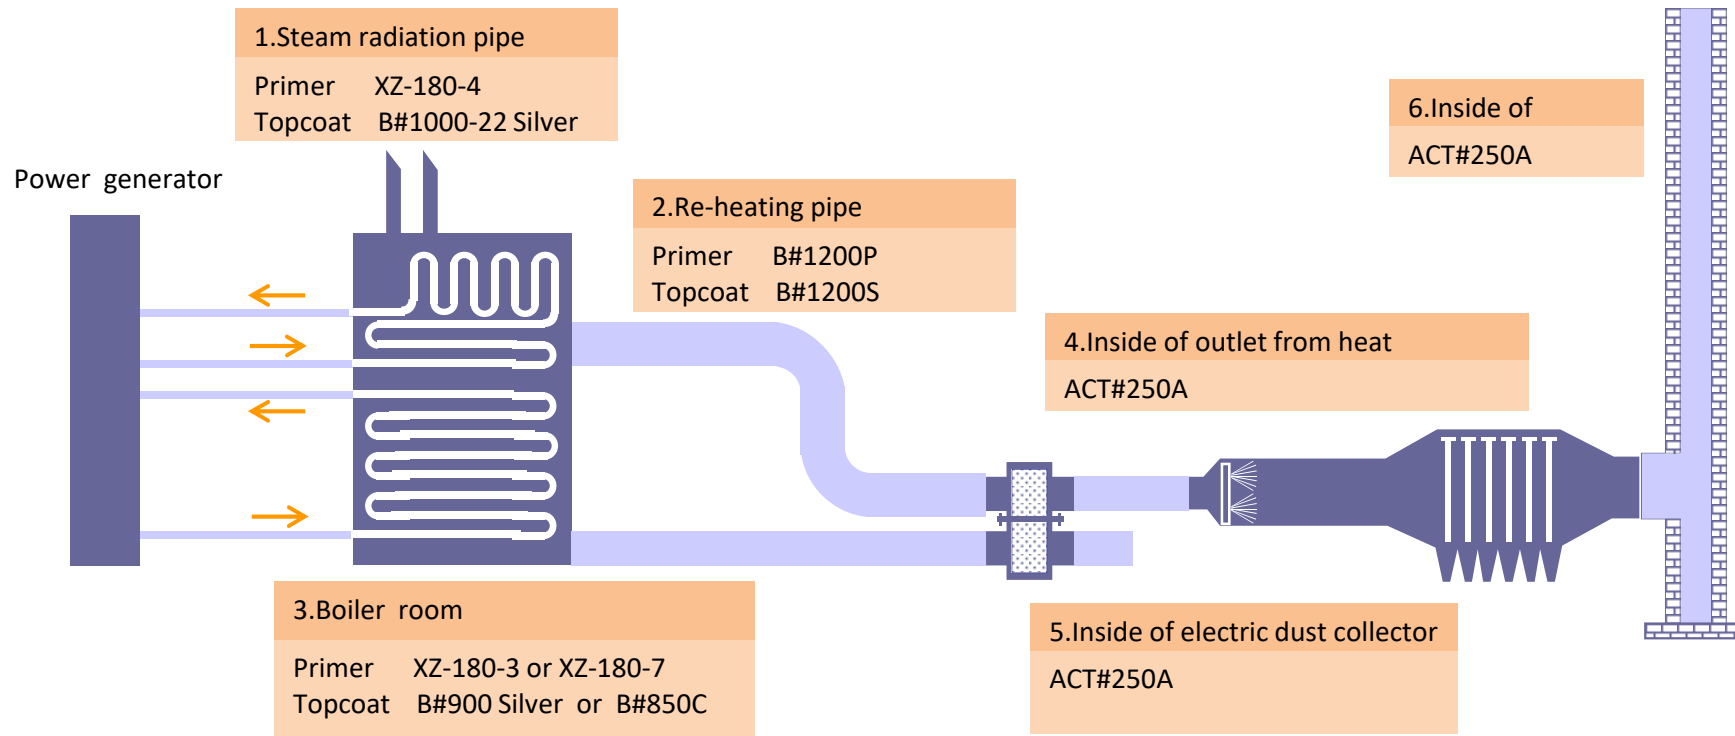 1.Steam radiation pipe
Primer XZ-180-4
Topcoat B#1000-22 Silver
Power generator
2.Re-heating pipe
Primer B#1200P
Topcoat B#1200S
3.Boiler room
Primer XZ-180-3 or XZ-180-7
Topcoat B#900 Silver or B#850C
4.Inside of outlet from heat
ACT#250A
5.Inside of electric dust collector
ACT#250A
6.Inside of
ACT#250A